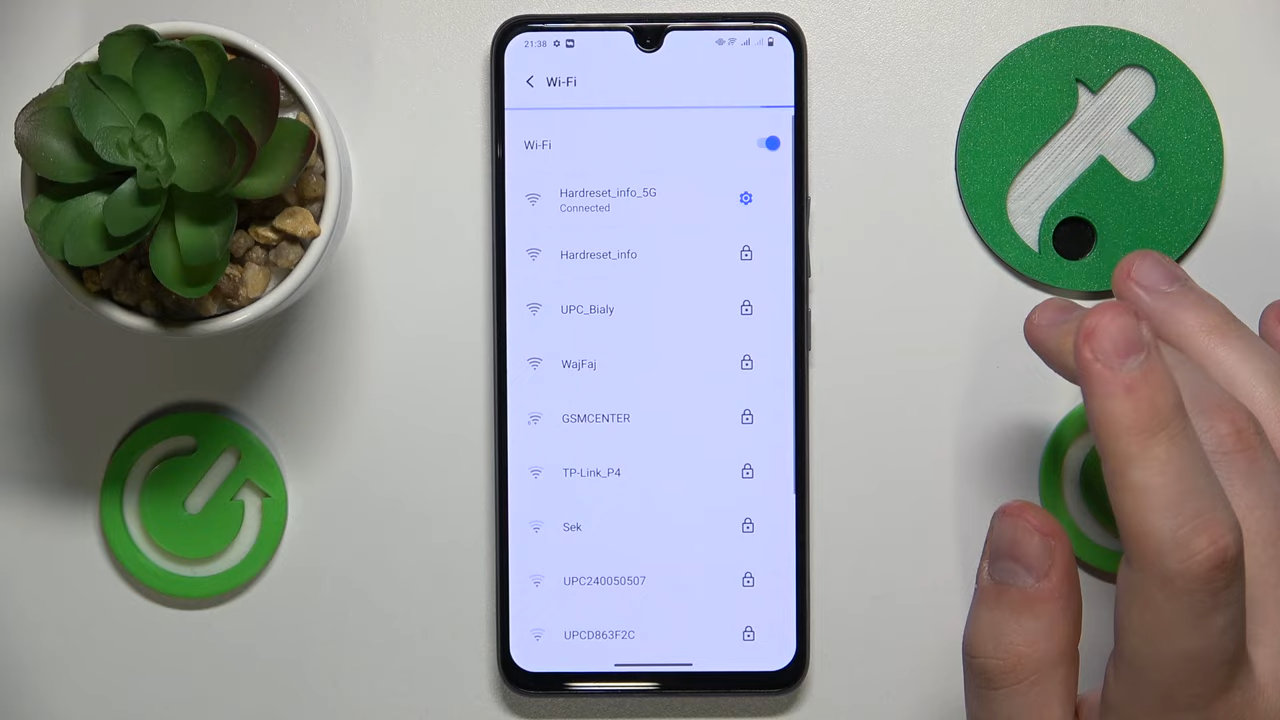 21:38
Wi-Fi
Wi-Fi
Hardreset_info_5G
Connected
Hardreset_info
UPC_Bialy
WajFaj
GSMCENTER
TP-Link_P4
Sek
UPC240050507
UPCD863F2C